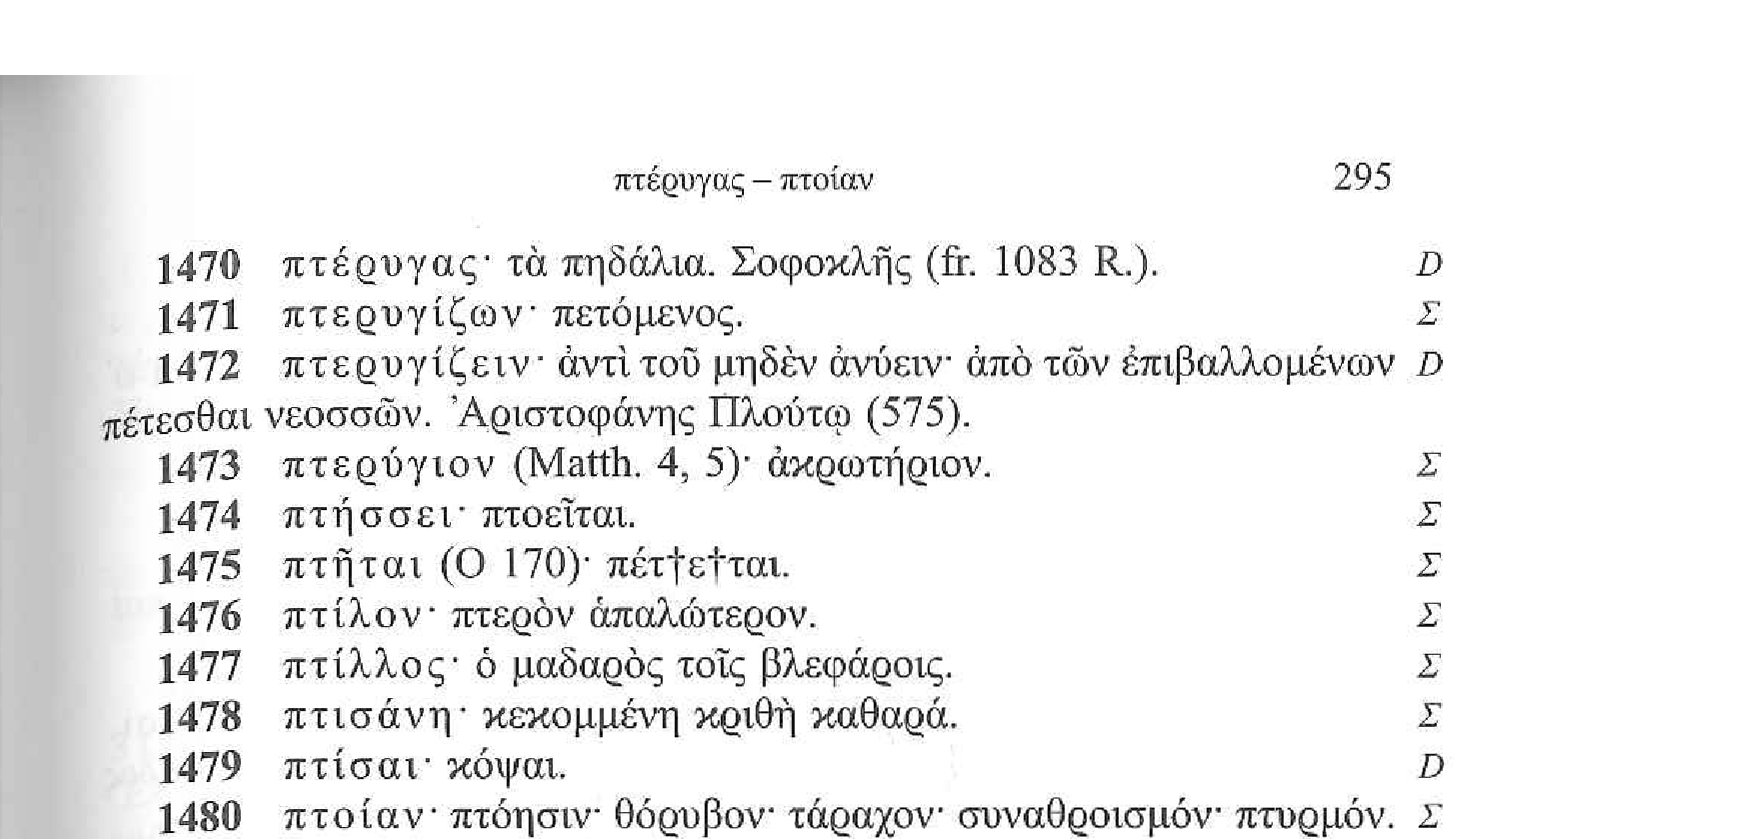 πτέρυγας – πτοίαν 295
1470 πτέρυγας· τὰ πηδάλια. Σοφοκλῆς (fr. 1083 R.). D
1471 πτερυγίζων· πετόμενος. Σ
1472 πτερυγίζειν· ἀντὶ τοῦ μηδὲν ἀνύειν· ἀπὸ τῶν ἐπιβαλλομένων D
πέτεσθαι νεοσσῶν. Ἀριστοφάνης Πλούτῳ (575).
1473 πτερύγιον (Matth. 4, 5)· ἀκρωτήριον. Σ
1474 πτήσσει· πτοεῖται. Σ
1475 πτῆται (Ο 170)· πέτ†ε†ται. Σ
1476 πτίλον· πτερὸν ἁπαλώτερον. Σ
1477 πτίλλος· ὁ μαδαρὸς τοῖς βλεφάροις. Σ
1478 πτισάνη· κεκομμένη κριθὴ καθαρά. Σ
1479 πτίσαι· κόψαι. D
1480 πτοίαν· πτόησιν· θόρυβον· τάραχον· συναθροισμόν· πτυρμόν. Σ